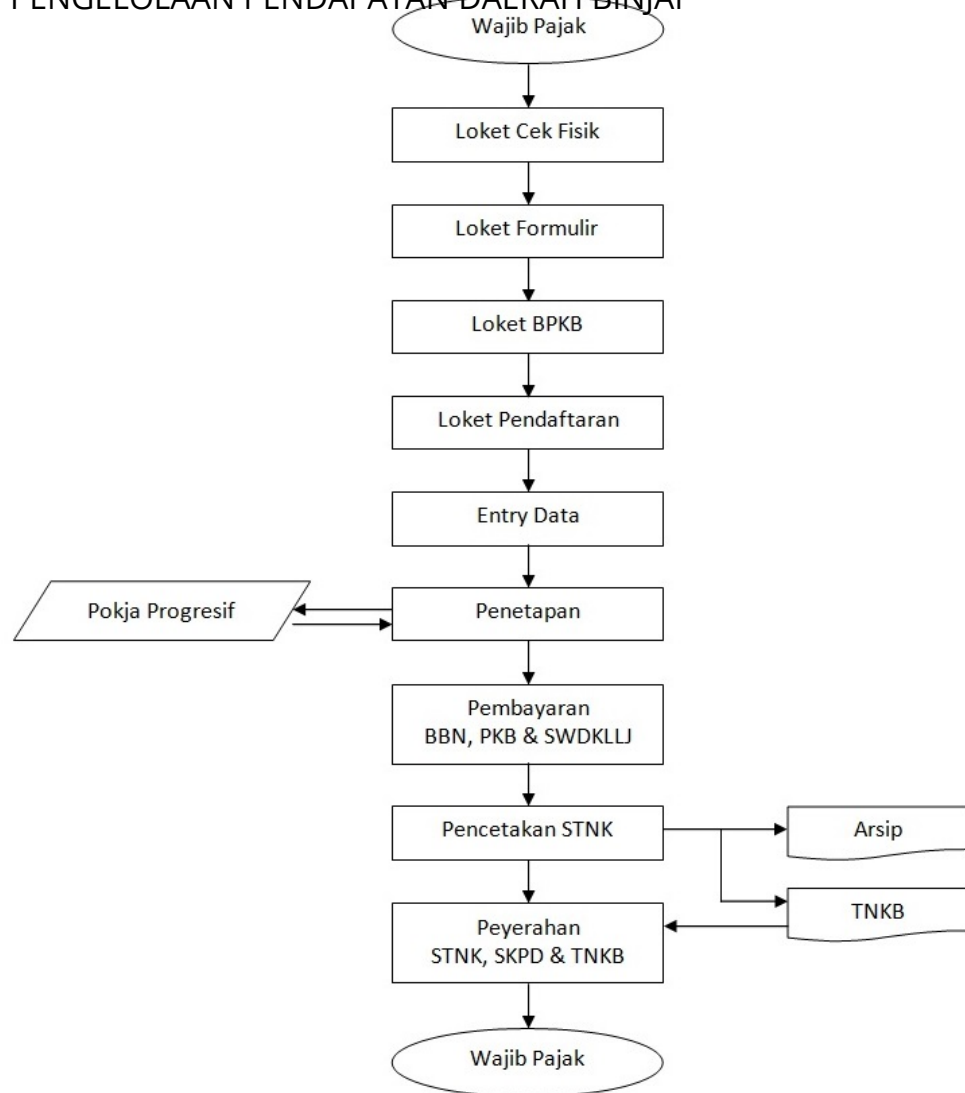 PENGELOLAAN PENDAPATAN DAERAH BINJAI
Wajib Pajak
Loket Cek Fisik
Loket Formulir
Loket BPKB
Loket Pendaftaran
Entry Data
Pokja Progresif
Penetapan
Pembayaran
BBN, PKB & SWDKLLJ
Pencetakan STNK
Arsip
TNKB
Peyerahan
STNK, SKPD & TNKB
Wajib Pajak